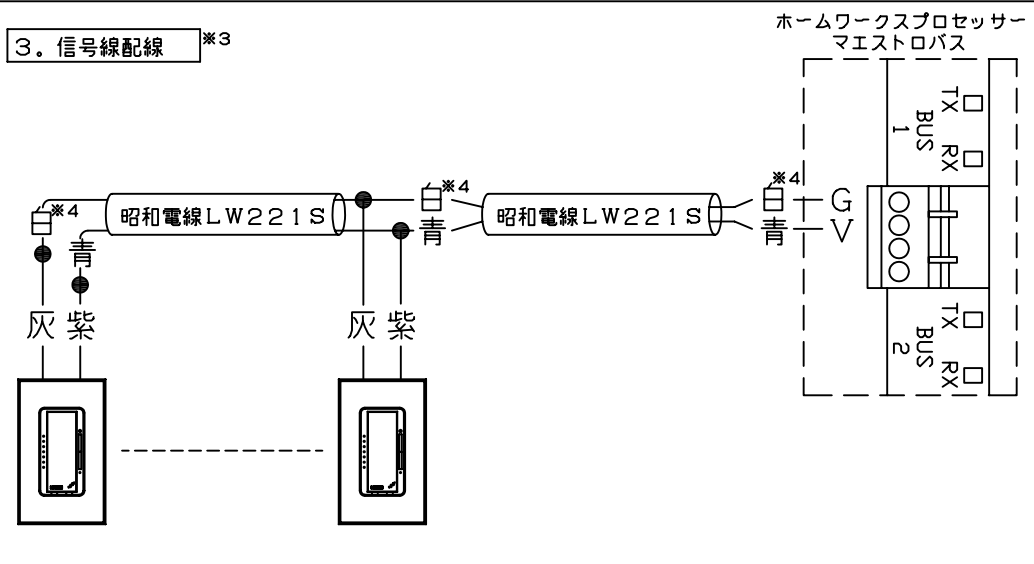 ホームワークスプロセッサー
マエストロバス
3。信号線配線 ※3
TX
BUS 1
RX
白※4 昭和電線LW221S 白※4 昭和電線LW221S 白※4 G
青 青 青 V
灰 紫 灰 紫
TX
BUS 2
RX